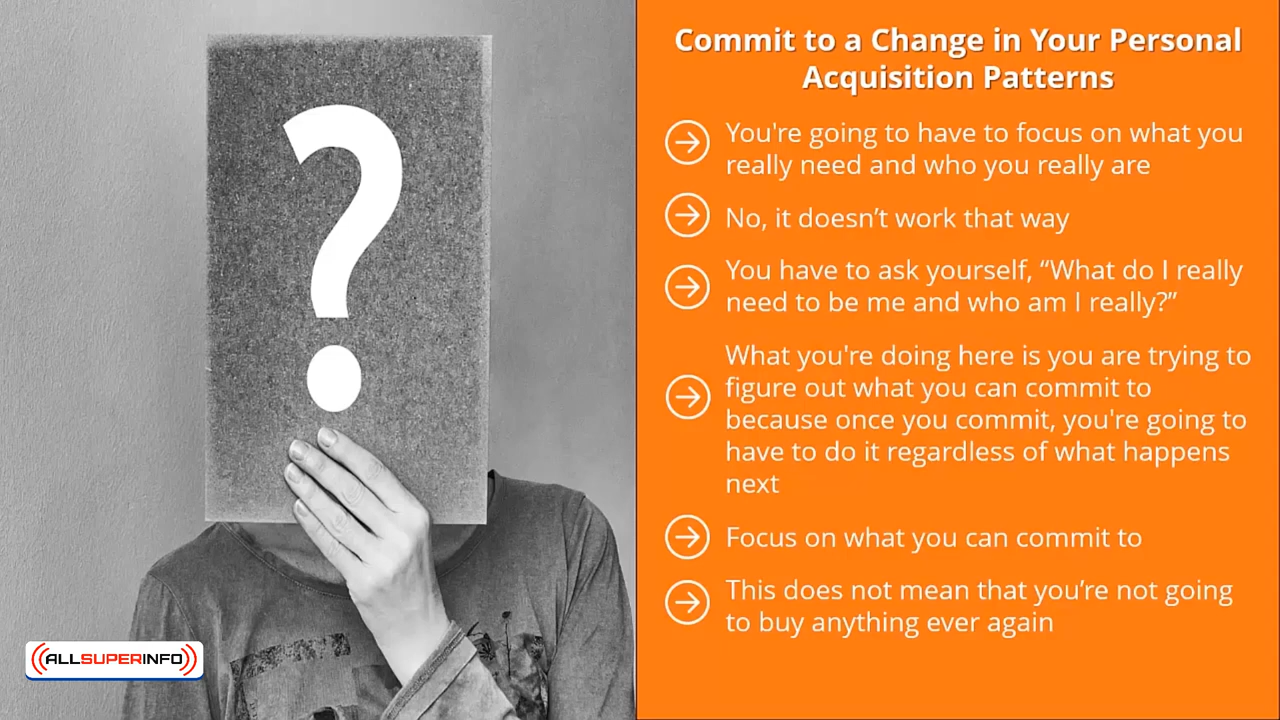 ?
Commit to a Change in Your Personal
Acquisition Patterns
You're going to have to focus on what you
really need and who you really are
No, it doesn’t work that way
You have to ask yourself, “What do I really
need to be me and who am I really?”
What you're doing here is you are trying to
figure out what you can commit to
because once you commit, you're going to
have to do it regardless of what happens
next
Focus on what you can commit to
This does not mean that you’re not going
to buy anything ever again
ALLSUPERINFO